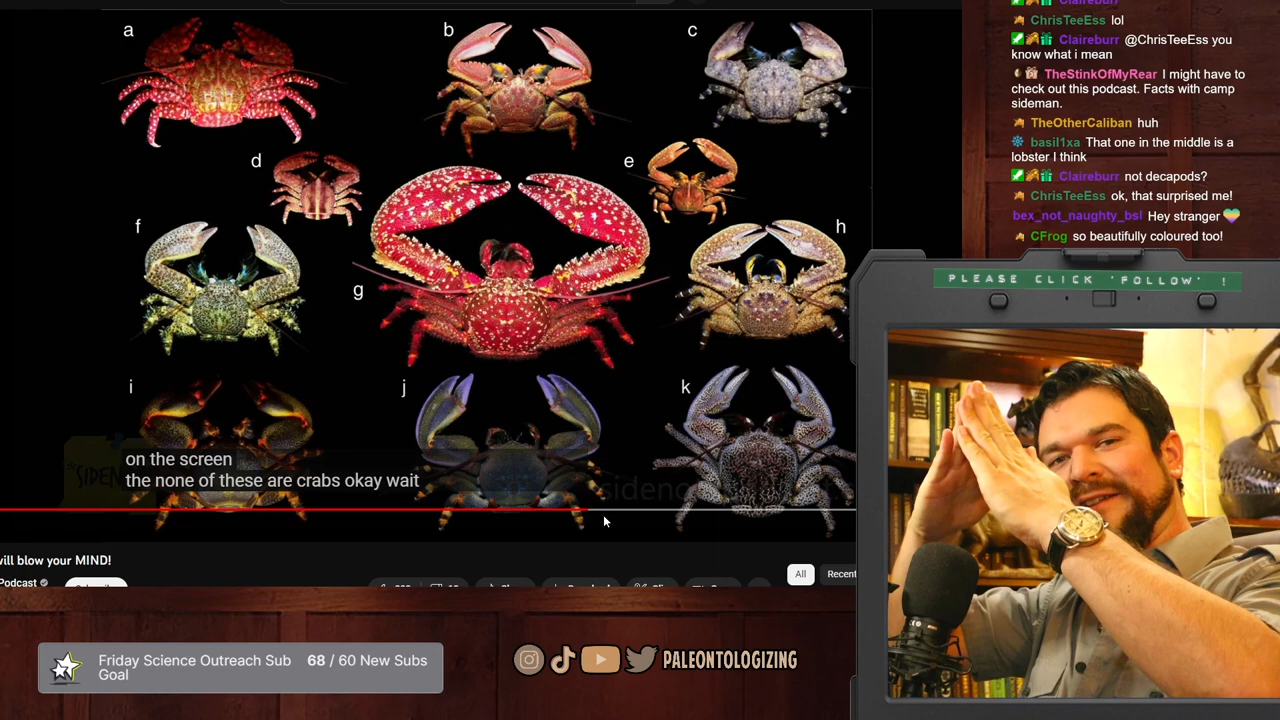 a
b
c
d
e
f
g
h
i
j
k
on the screen
the none of these are crabs okay wait
will blow your MIND!
Podcast
All
Recent
Claireburr
ChrisTeeEss lol
Claireburr @ChrisTeeEss you
know what i mean
TheStinkOfMyRear I might have to
check out this podcast. Facts with camp
sideman.
TheOtherCaliban huh
basil1xa That one in the middle is a
lobster I think
Claireburr not decapods?
ChrisTeeEss ok, that surprised me!
bex_not_naughty_bsl Hey stranger
CFrog so beautifully coloured too!
PLEASE CLICK 'FOLLOW' !
Friday Science Outreach Sub
Goal
68 / 60 New Subs
PALEONTOLOGIZING